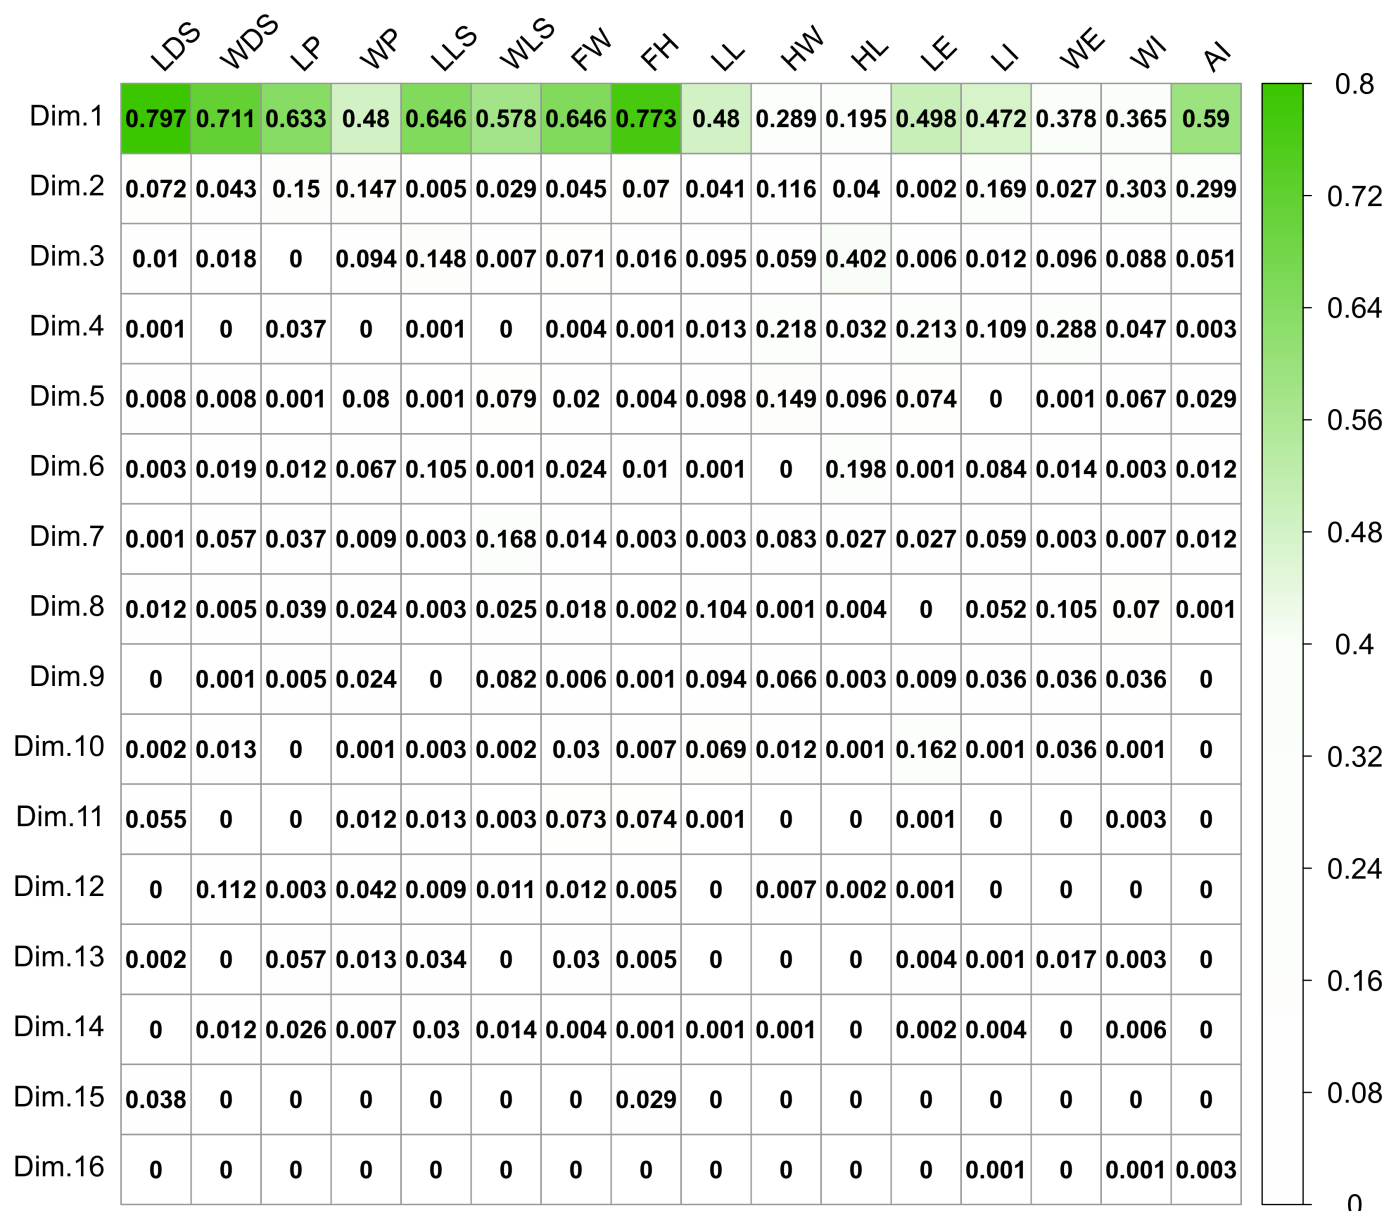 LDS WDS LP WP LLS WLS FW FH LL HW HL LE LI WE WI AI
Dim.1 0.797 0.711 0.633 0.48 0.646 0.578 0.646 0.773 0.48 0.289 0.195 0.498 0.472 0.378 0.365 0.59
Dim.2 0.072 0.043 0.15 0.147 0.005 0.029 0.045 0.07 0.041 0.116 0.04 0.002 0.169 0.027 0.303 0.299
Dim.3 0.01 0.018 0 0.094 0.148 0.007 0.071 0.016 0.095 0.059 0.402 0.006 0.012 0.096 0.088 0.051
Dim.4 0.001 0 0.037 0 0.001 0 0.004 0.001 0.013 0.218 0.032 0.213 0.109 0.288 0.047 0.003
Dim.5 0.008 0.008 0.001 0.08 0.001 0.079 0.02 0.004 0.098 0.149 0.096 0.074 0 0.001 0.067 0.029
Dim.6 0.003 0.019 0.012 0.067 0.105 0.001 0.024 0.01 0.001 0 0.198 0.001 0.084 0.014 0.003 0.012
Dim.7 0.001 0.057 0.037 0.009 0.003 0.168 0.014 0.003 0.003 0.083 0.027 0.027 0.059 0.003 0.007 0.012
Dim.8 0.012 0.005 0.039 0.024 0.003 0.025 0.018 0.002 0.104 0.001 0.004 0 0.052 0.105 0.07 0.001
Dim.9 0 0.001 0.005 0.024 0 0.082 0.006 0.001 0.094 0.066 0.003 0.009 0.036 0.036 0.036 0
Dim.10 0.002 0.013 0 0.001 0.003 0.002 0.03 0.007 0.069 0.012 0.001 0.162 0.001 0.036 0.001 0
Dim.11 0.055 0 0 0.012 0.013 0.003 0.073 0.074 0.001 0 0 0.001 0 0 0.003 0
Dim.12 0 0.112 0.003 0.042 0.009 0.011 0.012 0.005 0 0.007 0.002 0.001 0 0 0 0
Dim.13 0.002 0 0.057 0.013 0.034 0 0.03 0.005 0 0 0 0.004 0.001 0.017 0.003 0
Dim.14 0 0.012 0.026 0.007 0.03 0.014 0.004 0.001 0.001 0.001 0 0.002 0.004 0 0.006 0
Dim.15 0.038 0 0 0 0 0 0 0.029 0 0 0 0 0 0 0 0
Dim.16 0 0 0 0 0 0 0 0 0 0 0 0 0.001 0 0.001 0.003
0.8
0.72
0.64
0.56
0.48
0.4
0.32
0.24
0.16
0.08
0